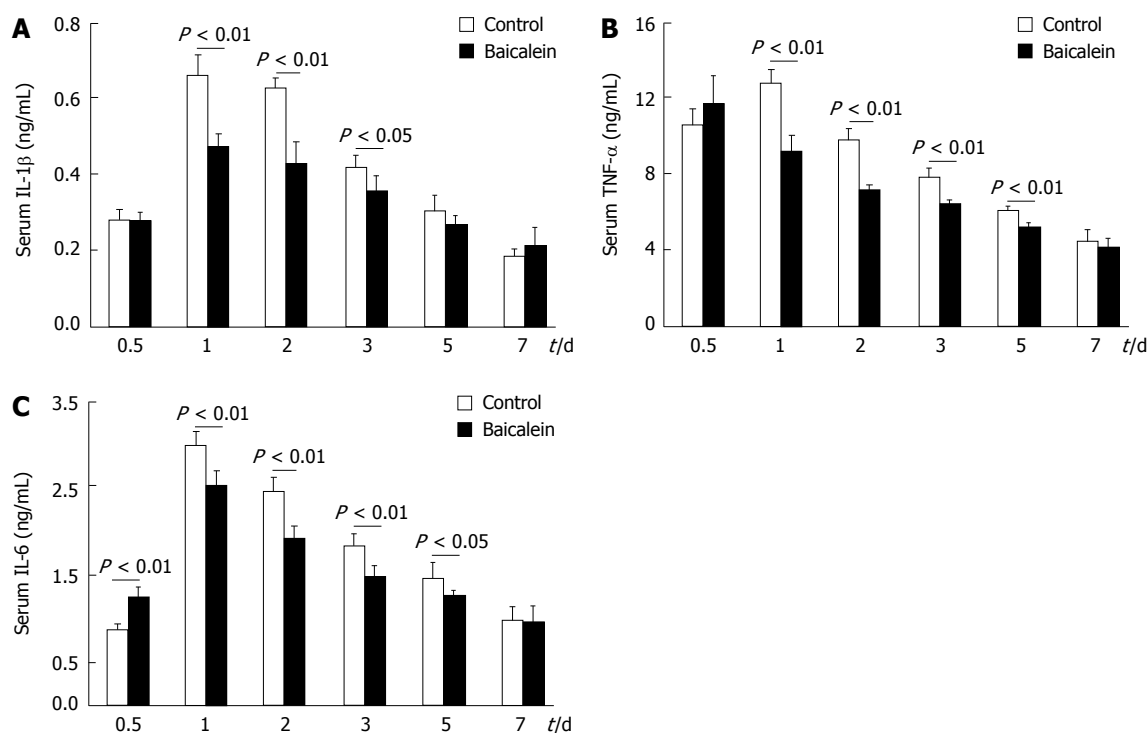 A
Control
Baicalein
Serum IL-1β (ng/mL)
0.8
0.6
0.4
0.2
0.0
P < 0.01
P < 0.01
P < 0.05
0.5 1 2 3 5 7 t/d
B
Control
Baicalein
Serum TNF-α (ng/mL)
16
12
8
4
0
P < 0.01
P < 0.01
P < 0.01
P < 0.01
0.5 1 2 3 5 7 t/d
C
Control
Baicalein
Serum IL-6 (ng/mL)
3.5
2.5
1.5
0.5
0.0
P < 0.01
P < 0.01
P < 0.01
P < 0.01
P < 0.05
0.5 1 2 3 5 7 t/d